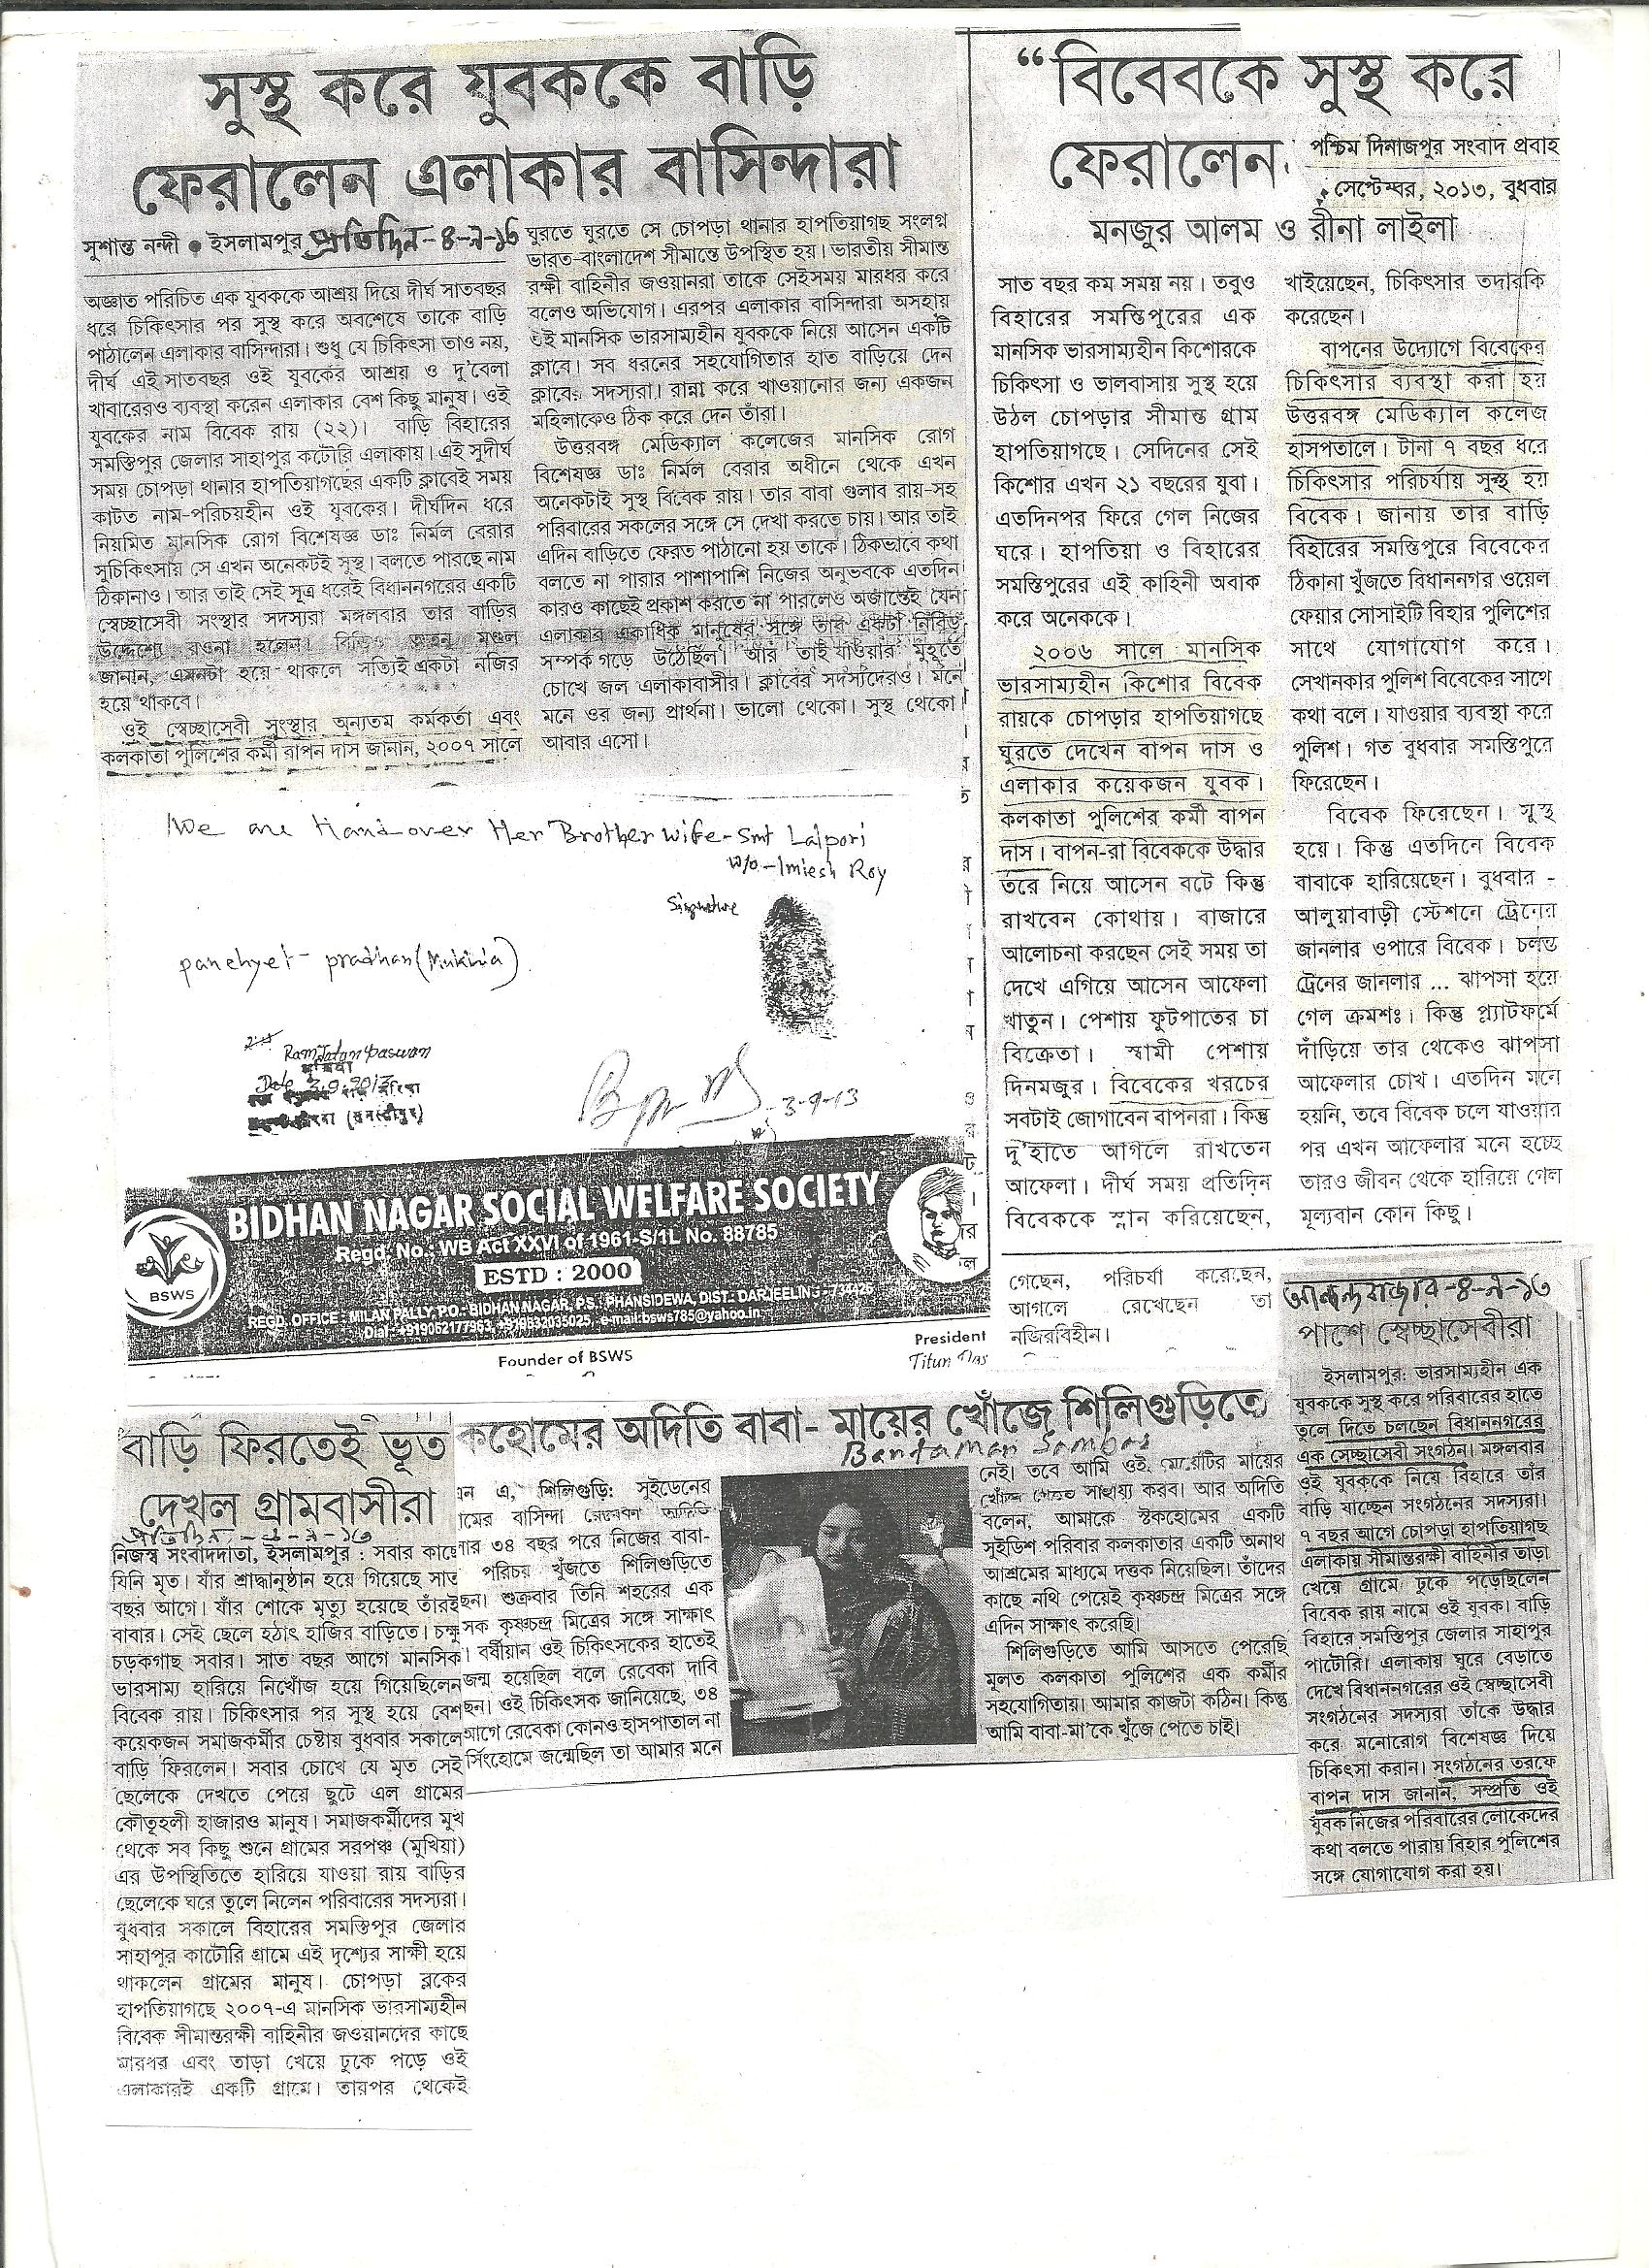 সুস্থ করে যুবককে বাড়ি
ফেরালেন এলাকার বাসিন্দারা
সুশান্ত নন্দী ● ইসলামপুর প্রতিদিন-৪-৯-১৩
অজ্ঞাত পরিচিত এক যুবককে আশ্রয় দিয়ে দীর্ঘ সাতবছর
ধরে চিকিৎসার পর সুস্থ করে অবশেষে তাকে বাড়ি
পাঠালেন এলাকার বাসিন্দারা। শুধু যে চিকিৎসা তাও নয়,
দীর্ঘ এই সাতবছর ওই যুবকের আশ্রয় ও দু'বেলা
খাবারেরও ব্যবস্থা করেন এলাকার বেশ কিছু মানুষ। ওই
যুবকের নাম বিবেক রায় (২২)। বাড়ি বিহারের
সমস্তিপুর জেলার সাহাপুর কটৌরি এলাকায়। এই সুদীর্ঘ
সময় চোপড়া থানার হাপতিয়াগছের একটি ক্লাবেই সময়
কাটত নাম-পরিচয়হীন ওই যুবকের। দীর্ঘদিন ধরে
নিয়মিত মানসিক রোগ বিশেষজ্ঞ ডাঃ নির্মল বেরার
সুচিকিৎসায় সে এখন অনেকটই সুস্থ। বলতে পারছে নাম
ঠিকানাও। আর তাই সেই সূত্র ধরেই বিধাননগরের একটি
স্বেচ্ছাসেবী সংস্থার সদস্যরা মঙ্গলবার তার বাড়ির
উদ্দেশ্যে রওনা হলেন। বিডিও মণ্ডল
জানান, এমনটা হয়ে থাকলে সত্যিই একটা নজির
হয়ে থাকবে।
ওই স্বেচ্ছাসেবী সংস্থার অন্যতম কর্মকর্তা এবং
কলকাতা পুলিশের কর্মী বাপন দাস জানান, ২০০৭ সালে
ঘুরতে ঘুরতে সে চোপড়া থানার হাপতিয়াগছ সংলগ্ন
ভারত-বাংলাদেশ সীমান্তে উপস্থিত হয়। ভারতীয় সীমান্ত
রক্ষী বাহিনীর জওয়ানরা তাকে সেইসময় মারধর করে
বলেও অভিযোগ। এরপর এলাকার বাসিন্দারা অসহায়
ওই মানসিক ভারসাম্যহীন যুবককে নিয়ে আসেন একটি
ক্লাবে। সব ধরনের সহযোগিতার হাত বাড়িয়ে দেন
ক্লাবের সদস্যরা। রান্না করে খাওয়ানোর জন্য একজন
মহিলাকেও ঠিক করে দেন তাঁরা।
উত্তরবঙ্গ মেডিক্যাল কলেজের মানসিক রোগ
বিশেষজ্ঞ ডাঃ নির্মল বেরার অধীনে থেকে এখন
অনেকটাই সুস্থ বিবেক রায়। তার বাবা গুলাব রায়-সহ
পরিবারের সকলের সঙ্গে সে দেখা করতে চায়। আর তাই
এদিন বাড়িতে ফেরত পাঠানো হয় তাকে। ঠিকভাবে কথা
বলতে না পারার পাশাপাশি নিজের অনুভবকে এতদিন
কারও কাছেই প্রকাশ করতে না পারলেও অজান্তেই যেন
এলাকার একাধিক মানুষের সঙ্গে তার একটা নিবিড়
সম্পর্ক গড়ে উঠেছিল। আর তাই যাওয়ার মুহূর্তে
চোখে জল এলাকাবাসীর। ক্লাবের সদস্যদেরও। মনে
মনে ওর জন্য প্রার্থনা। ভালো থেকো। সুস্থ থেকো।
আবার এসো।
“বিবেককে সুস্থ করে
ফেরালেন
পশ্চিম দিনাজপুর সংবাদ প্রবাহ
সেপ্টেম্বর, ২০১৩, বুধবার
মনজুর আলম ও রীনা লাইলা
সাত বছর কম সময় নয়। তবুও
বিহারের সমস্তিপুরের এক
মানসিক ভারসাম্যহীন কিশোরকে
চিকিৎসা ও ভালবাসায় সুস্থ হয়ে
উঠল চোপড়ার সীমান্ত গ্রাম
হাপতিয়াগছে। সেদিনের সেই
কিশোর এখন ২১ বছরের যুবা।
এতদিনপর ফিরে গেল নিজের
ঘরে। হাপতিয়া ও বিহারের
সমস্তিপুরের এই কাহিনী অবাক
করে অনেককে।
২০০৬ সালে মানসিক
ভারসাম্যহীন কিশোর বিবেক
রায়কে চোপড়ার হাপতিয়াগছে
ঘুরতে দেখেন বাপন দাস ও
এলাকার কয়েকজন যুবক।
কলকাতা পুলিশের কর্মী বাপন
দাস। বাপন-রা বিবেককে উদ্ধার
করে নিয়ে আসেন বটে কিন্তু
রাখবেন কোথায়। বাজারে
আলোচনা করছেন সেই সময় তা
দেখে এগিয়ে আসেন আফেলা
খাতুন। পেশায় ফুটপাতের চা
বিক্রেতা। স্বামী পেশায়
দিনমজুর। বিবেকের খরচের
সবটাই জোগাবেন বাপনরা। কিন্তু
দু'হাতে আগলে রাখতেন
আফেলা। দীর্ঘ সময় প্রতিদিন
বিবেককে স্নান করিয়েছেন,
খাইয়েছেন, চিকিৎসার তদারকি
করেছেন।
বাপনের উদ্যোগে বিবেকের
চিকিৎসার ব্যবস্থা করা হয়
উত্তরবঙ্গ মেডিক্যাল কলেজ
হাসপাতালে। টানা ৭ বছর ধরে
চিকিৎসার পরিচর্যায় সুস্থ হয়
বিবেক। জানায় তার বাড়ি
বিহারের সমস্তিপুরে বিবেকের
ঠিকানা খুঁজতে বিধাননগর ওয়েল
ফেয়ার সোসাইটি বিহার পুলিশের
সাথে যোগাযোগ করে।
সেখানকার পুলিশ বিবেকের সাথে
কথা বলে। যাওয়ার ব্যবস্থা করে
পুলিশ। গত বুধবার সমস্তিপুরে
ফিরেছেন।
বিবেক ফিরেছেন। সুস্থ
হয়ে। কিন্তু এতদিনে বিবেক
বাবাকে হারিয়েছেন। বুধবার -
আলুয়াবাড়ী স্টেশনে ট্রেনের
জানলার ওপারে বিবেক। চলন্ত
ট্রেনের জানলার ... ঝাপসা হয়ে
গেল ক্রমশঃ। কিন্তু প্ল্যাটফর্মে
দাঁড়িয়ে তার থেকেও ঝাপসা
আফেলার চোখ। এতদিন মনে
হয়নি, তবে বিবেক চলে যাওয়ার
পর এখন আফেলার মনে হচ্ছে
তারও জীবন থেকে হারিয়ে গেল
মূল্যবান কোন কিছু।
গেছেন, পরিচর্যা করেছেন,
আগলে রেখেছেন তা
নজিরবিহীন।
We are Hand over Her Brother wife-Smt Lalpori
W/o-Imlesh Roy
Signature
panchyet- pradhan (Mukhia)
Ram Jatan paswan
3-9-13
BIDHAN NAGAR SOCIAL WELFARE SOCIETY
Regd. No.: WB Act XXVI of 1961-S/1L No. 88785
ESTD : 2000
BSWS
REGD. OFFICE : MILAN PALLY, P.O.- BIDHAN NAGAR, P.S.- PHANSIDEWA, DIST.- DARJEELING - 734426
Dial- +919062177963, +919832035025, e-mail:bsws785@yahoo.in
Founder of BSWS
President
Titun Das
আনন্দবাজার-৪-৯-১৩
পাশে স্বেচ্ছাসেবীরা
ইসলামপুর: ভারসাম্যহীন এক
যুবককে সুস্থ করে পরিবারের হাতে
তুলে দিতে চলছেন বিধাননগরের
এক সেচ্ছাসেবী সংগঠন। মঙ্গলবার
ওই যুবককে নিয়ে বিহারে তাঁর
বাড়ি যাচ্ছেন সংগঠনের সদস্যরা।
৭ বছর আগে চোপড়া হাপতিয়াগছ
এলাকায় সীমান্তরক্ষী বাহিনীর তাড়া
খেয়ে গ্রামে ঢুকে পড়েছিলেন
বিবেক রায় নামে ওই যুবক। বাড়ি
বিহারে সমস্তিপুর জেলার সাহাপুর
পাটোরি। এলাকায় ঘুরে বেড়াতে
দেখে বিধাননগরের ওই স্বেচ্ছাসেবী
সংগঠনের সদস্যরা তাঁকে উদ্ধার
করে মনোরোগ বিশেষজ্ঞ দিয়ে
চিকিৎসা করান। সংগঠনের তরফে
বাপন দাস জানান, সম্প্রতি ওই
যুবক নিজের পরিবারের লোকেদের
কথা বলতে পারায় বিহার পুলিশের
সঙ্গে যোগাযোগ করা হয়।
বাড়ি ফিরতেই ভূত
দেখল গ্রামবাসীরা
নিজস্ব সংবাদদাতা, ইসলামপুর : সবার কাছে
যিনি মৃত। যাঁর শ্রাদ্ধানুষ্ঠান হয়ে গিয়েছে সাত
বছর আগে। যাঁর শোকে মৃত্যু হয়েছে তাঁরই
বাবার। সেই ছেলে হঠাৎ হাজির বাড়িতে। চক্ষু
চড়কগাছ সবার। সাত বছর আগে মানসিক
ভারসাম্য হারিয়ে নিখোঁজ হয়ে গিয়েছিলেন
বিবেক রায়। চিকিৎসার পর সুস্থ হয়ে বেশ
কয়েকজন সমাজকর্মীর চেষ্টায় বুধবার সকালে
বাড়ি ফিরলেন। সবার চোখে যে মৃত সেই
ছেলেকে দেখতে পেয়ে ছুটে এল গ্রামের
কৌতূহলী হাজারও মানুষ। সমাজকর্মীদের মুখ
থেকে সব কিছু শুনে গ্রামের সরপঞ্চ (মুখিয়া)
এর উপস্থিতিতে হারিয়ে যাওয়া রায় বাড়ির
ছেলেকে ঘরে তুলে নিলেন পরিবারের সদস্যরা।
বুধবার সকালে বিহারের সমস্তিপুর জেলার
সাহাপুর কাটোরি গ্রামে এই দৃশ্যের সাক্ষী হয়ে
থাকলেন গ্রামের মানুষ। চোপড়া ব্লকের
হাপতিয়াগছে ২০০৭-এ মানসিক ভারসাম্যহীন
বিবেক সীমান্তরক্ষী বাহিনীর জওয়ানদের কাছে
মারধর এবং তাড়া খেয়ে ঢুকে পড়ে ওই
এলাকারই একটি গ্রামে। তারপর থেকেই
কহোমের অদিতি বাবা- মায়ের খোঁজে শিলিগুড়িতে
এন এ, শিলিগুড়ি: সুইডেনের
মের বাসিন্দা রেবেকা অদিতি
ার ৩৪ বছর পরে নিজের বাবা-
পরিচয় খুঁজতে শিলিগুড়িতে
ছেন। শুক্রবার তিনি শহরের এক
সক কৃষ্ণচন্দ্র মিত্রের সঙ্গে সাক্ষাৎ
। বর্ষীয়ান ওই চিকিৎসকের হাতেই
জন্ম হয়েছিল বলে রেবেকা দাবি
ছেন। ওই চিকিৎসক জানিয়েছে, ৩৪
আগে রেবেকা কোনও হাসপাতাল না
র্সিংহোমে জন্মেছিল তা আমার মনে
নেই। তবে আমি ওই মেয়েটির মায়ের
খোঁজ পেতে সাহায্য করব। আর অদিতি
বলেন, আমাকে স্টকহোমের একটি
সুইডিশ পরিবার কলকাতার একটি অনাথ
আশ্রমের মাধ্যমে দত্তক নিয়েছিল। তাঁদের
কাছে নথি পেয়েই কৃষ্ণচন্দ্র মিত্রের সঙ্গে
এদিন সাক্ষাৎ করেছি।
শিলিগুড়িতে আমি আসতে পেরেছি
মূলত কলকাতা পুলিশের এক কর্মীর
সহযোগিতায়। আমার কাজটা কঠিন। কিন্তু
আমি বাবা-মা'কে খুঁজে পেতে চাই।